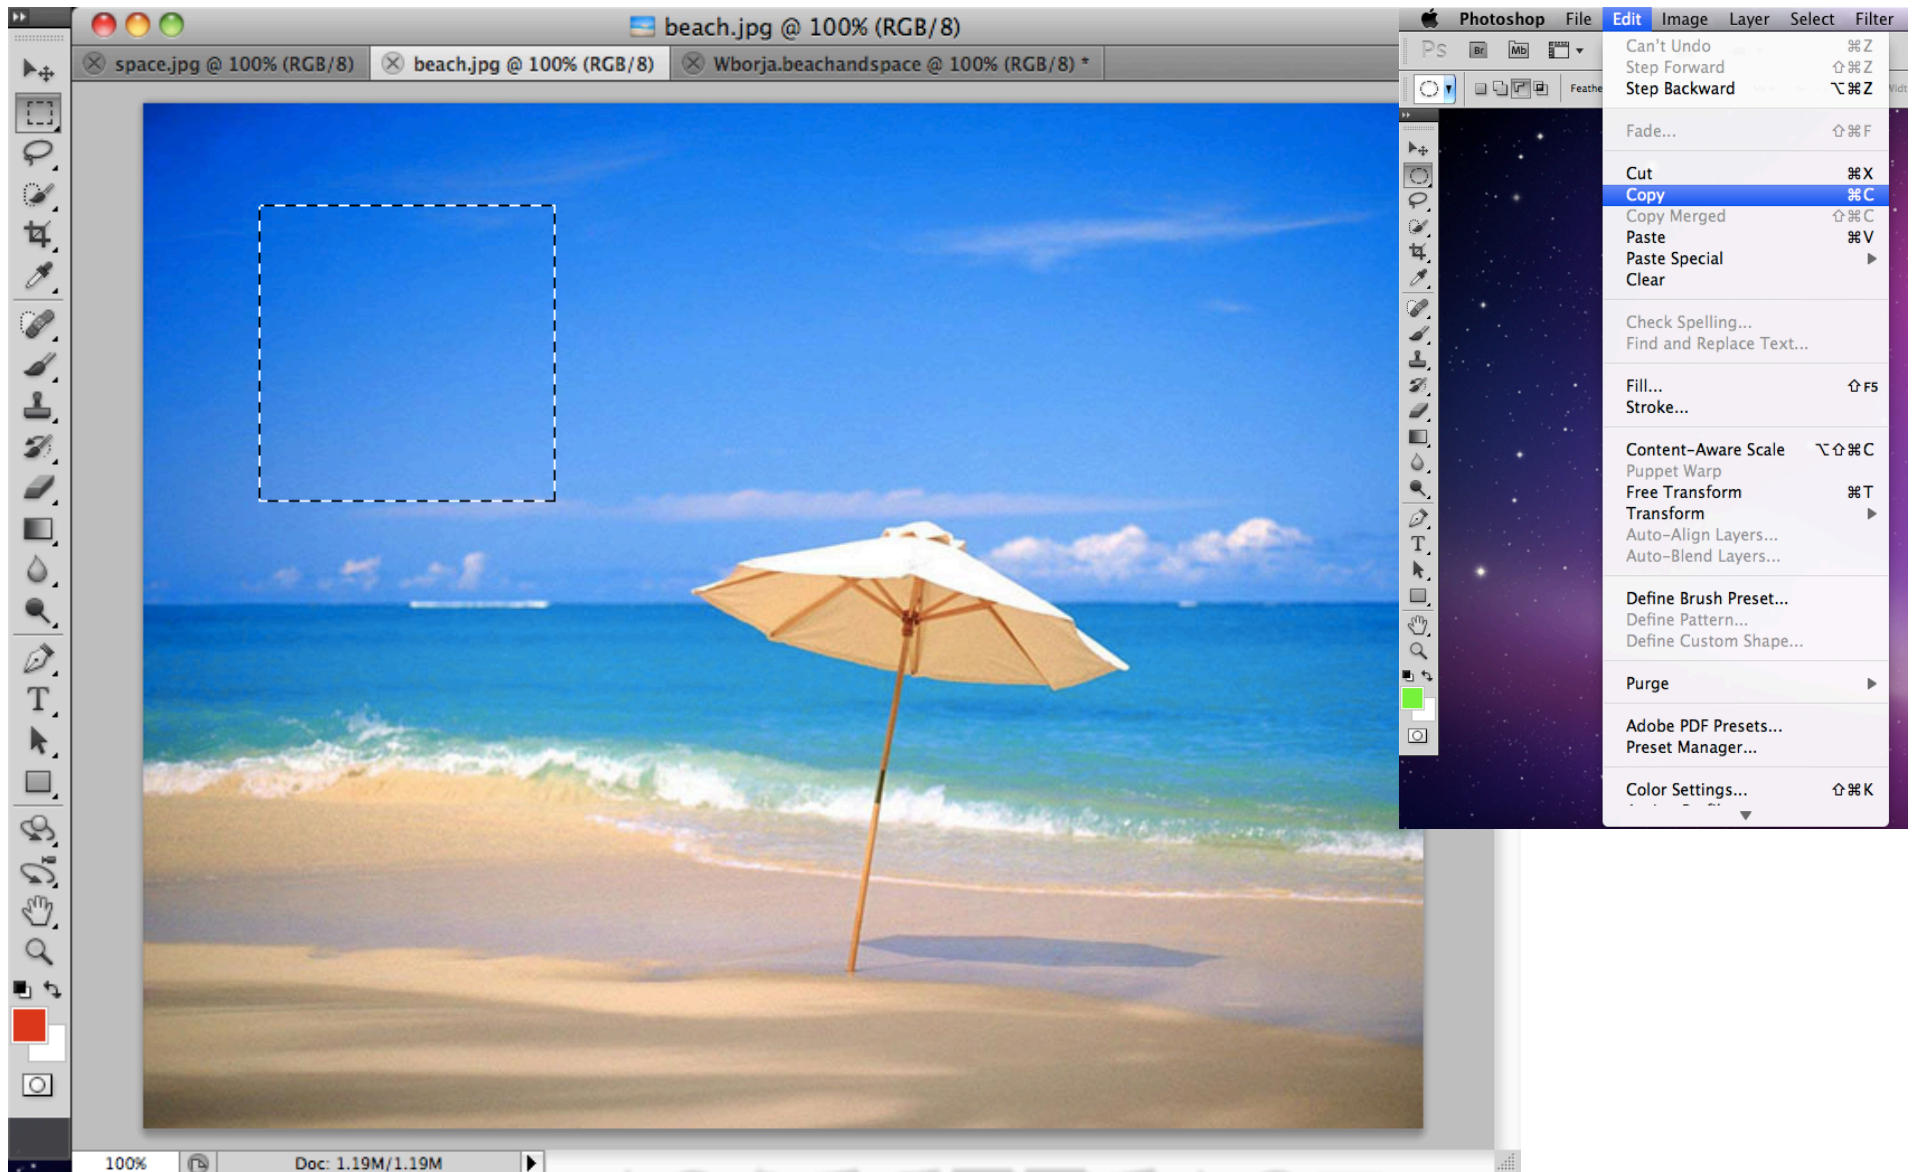 beach.jpg @ 100% (RGB/8)
space.jpg @ 100% (RGB/8)
beach.jpg @ 100% (RGB/8)
Wborja.beachandspace @ 100% (RGB/8) *
T
100%
Doc: 1.19M/1.19M
Photoshop File Edit Image Layer Select Filter
Ps Br Mb
Feathe
Widt
T
Can't Undo ⌘Z
Step Forward ⇧⌘Z
Step Backward ⌥⌘Z
Fade... ⇧⌘F
Cut ⌘X
Copy ⌘C
Copy Merged ⇧⌘C
Paste ⌘V
Paste Special
Clear
Check Spelling...
Find and Replace Text...
Fill... ⇧F5
Stroke...
Content-Aware Scale ⌥⇧⌘C
Puppet Warp
Free Transform ⌘T
Transform
Auto-Align Layers...
Auto-Blend Layers...
Define Brush Preset...
Define Pattern...
Define Custom Shape...
Purge
Adobe PDF Presets...
Preset Manager...
Color Settings... ⇧⌘K